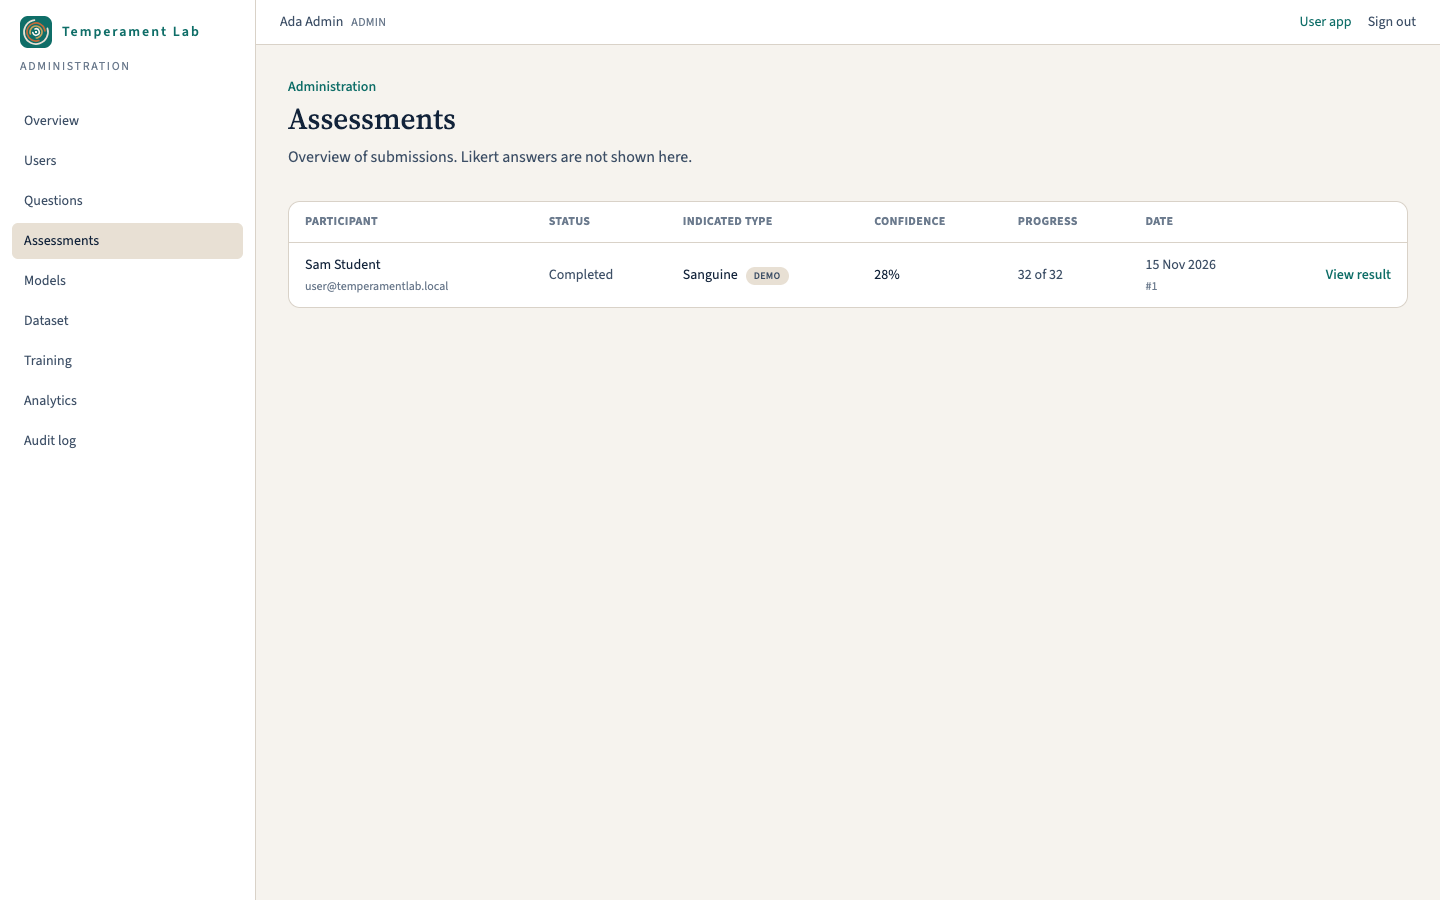 Temperament Lab
ADMINISTRATION
Overview
Users
Questions
Assessments
Models
Dataset
Training
Analytics
Audit log
Ada Admin ADMIN
User app Sign out
Administration
Assessments
Overview of submissions. Likert answers are not shown here.
PARTICIPANT STATUS INDICATED TYPE CONFIDENCE PROGRESS DATE
Sam Student Completed Sanguine DEMO 28% 32 of 32 15 Nov 2026 View result
user@temperamentlab.local #1